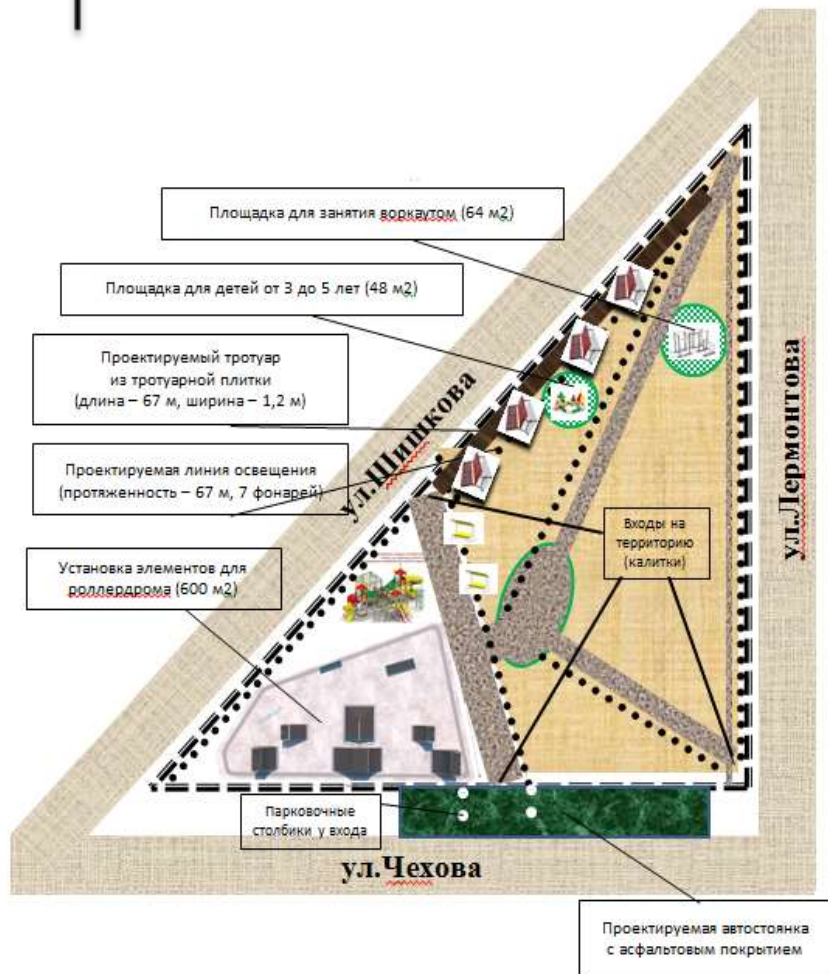 Площадка для занятия воркаутом (64 м2)
Площадка для детей от 3 до 5 лет (48 м2)
Проектируемый тротуар
из тротуарной плитки
(длина – 67 м, ширина – 1,2 м)
Проектируемая линия освещения
(протяженность – 67 м, 7 фонарей)
Установка элементов для
роллердрома (600 м2)
ул.Шишкова
ул.Лермонтова
Входы на
территорию
(калитки)
Парковочные
столбики у входа
ул.Чехова
Проектируемая автостоянка
с асфальтовым покрытием